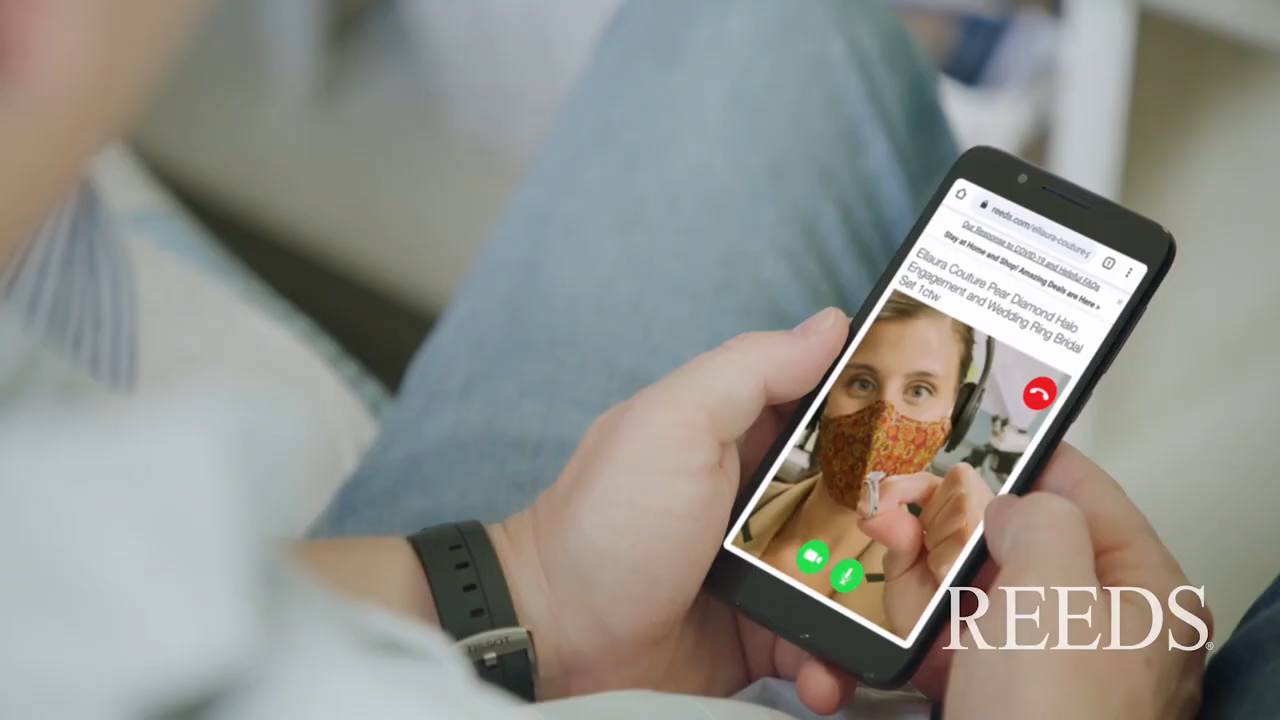 reeds.com/ellaura-couture-p
Our Response to COVID-19 and Helpful FAQs
Stay at Home and Shop! Amazing Deals are Here >
Ellaura Couture Pear Diamond Halo
Engagement and Wedding Ring Bridal
Set 1ctw
TISSOT
REEDS®